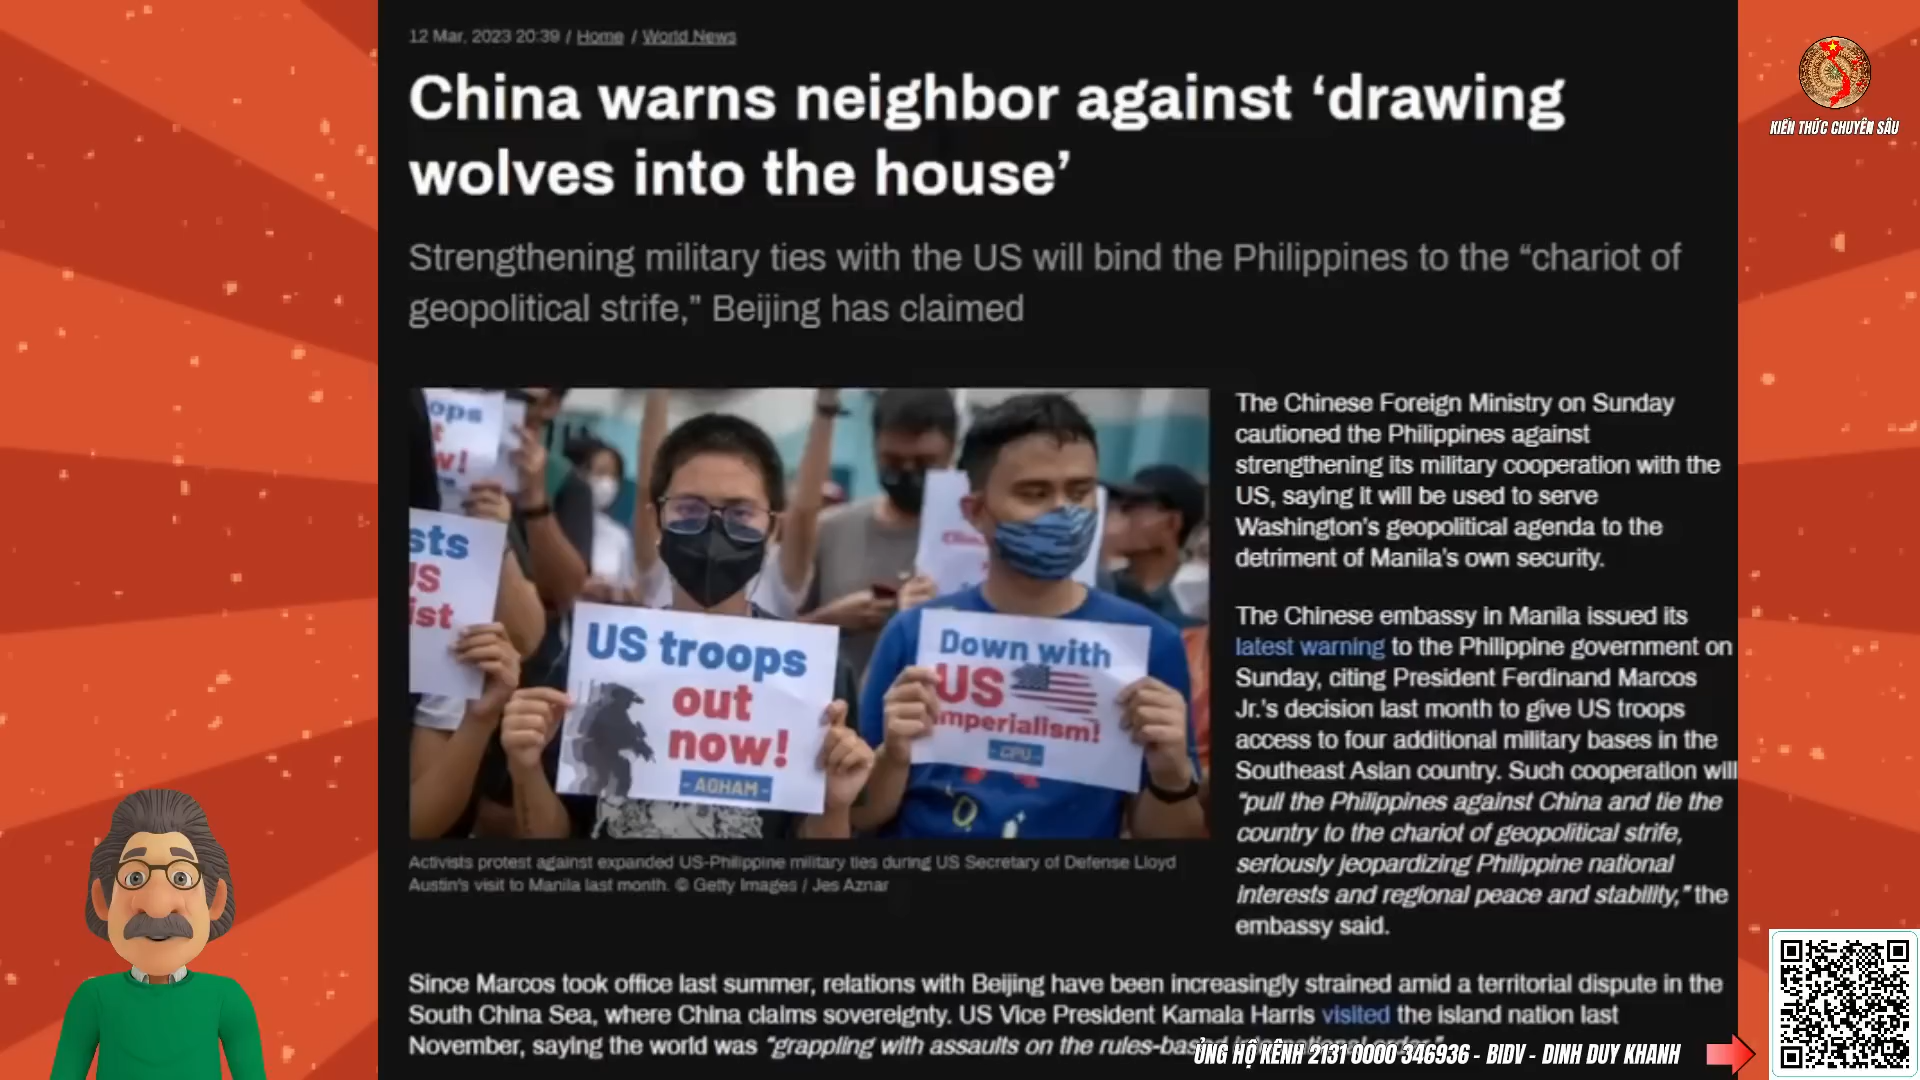 12 Mar, 2023 20:39 / Home / World News
KIẾN THỨC CHUYÊN SÂU
China warns neighbor against ‘drawing
wolves into the house’
Strengthening military ties with the US will bind the Philippines to the “chariot of
geopolitical strife,” Beijing has claimed
ops
t
w!
sts
US
ist
US troops
out
now!
- AGHAM -
Down with
US
imperialism!
- CPU -
Activists protest against expanded US-Philippine military ties during US Secretary of Defense Lloyd
Austin's visit to Manila last month. © Getty Images / Jes Aznar
The Chinese Foreign Ministry on Sunday
cautioned the Philippines against
strengthening its military cooperation with the
US, saying it will be used to serve
Washington’s geopolitical agenda to the
detriment of Manila’s own security.
The Chinese embassy in Manila issued its
latest warning to the Philippine government on
Sunday, citing President Ferdinand Marcos
Jr.'s decision last month to give US troops
access to four additional military bases in the
Southeast Asian country. Such cooperation will
“pull the Philippines against China and tie the
country to the chariot of geopolitical strife,
seriously jeopardizing Philippine national
interests and regional peace and stability,” the
embassy said.
Since Marcos took office last summer, relations with Beijing have been increasingly strained amid a territorial dispute in the
South China Sea, where China claims sovereignty. US Vice President Kamala Harris visited the island nation last
November, saying the world was “grappling with assaults on the rules-bas
ỦNG HỘ KÊNH 2131 0000 346936 - BIDV - DINH DUY KHANH